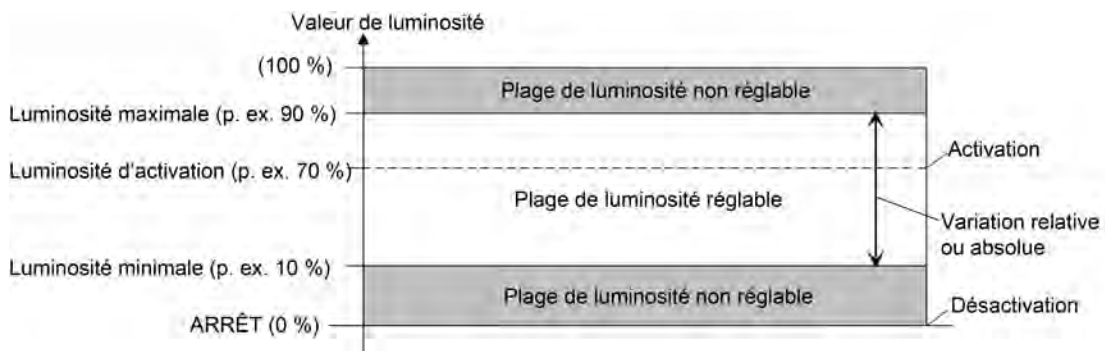 Valeur de luminosité
(100 %)
Plage de luminosité non réglable
Luminosité maximale (p. ex. 90 %)
Luminosité d'activation (p. ex. 70 %)
Activation
Plage de luminosité réglable
Variation relative
ou absolue
Luminosité minimale (p. ex. 10 %)
Plage de luminosité non réglable
Désactivation
ARRÊT (0 %)